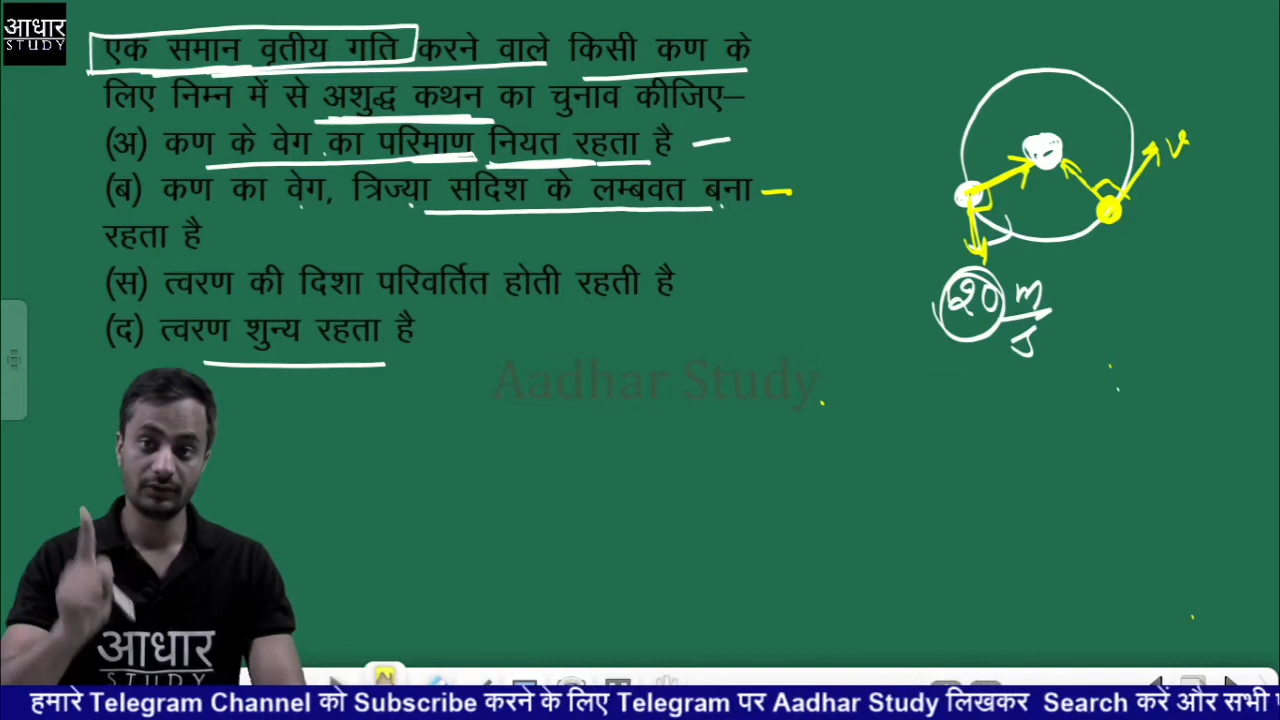 आधार
STUDY
एक समान वृतीय गति करने वाले किसी कण के
लिए निम्न में से अशुद्ध कथन का चुनाव कीजिए–
(अ) कण के वेग का परिमाण नियत रहता है
(ब) कण का वेग, त्रिज्या सदिश के लम्बवत बना
रहता है
(स) त्वरण की दिशा परिवर्तित होती रहती है
(द) त्वरण शुन्य रहता है
v
20 m/s
Aadhar Study
आधार
STUDY
हमारे Telegram Channel को Subscribe करने के लिए Telegram पर Aadhar Study लिखकर Search करें और सभी